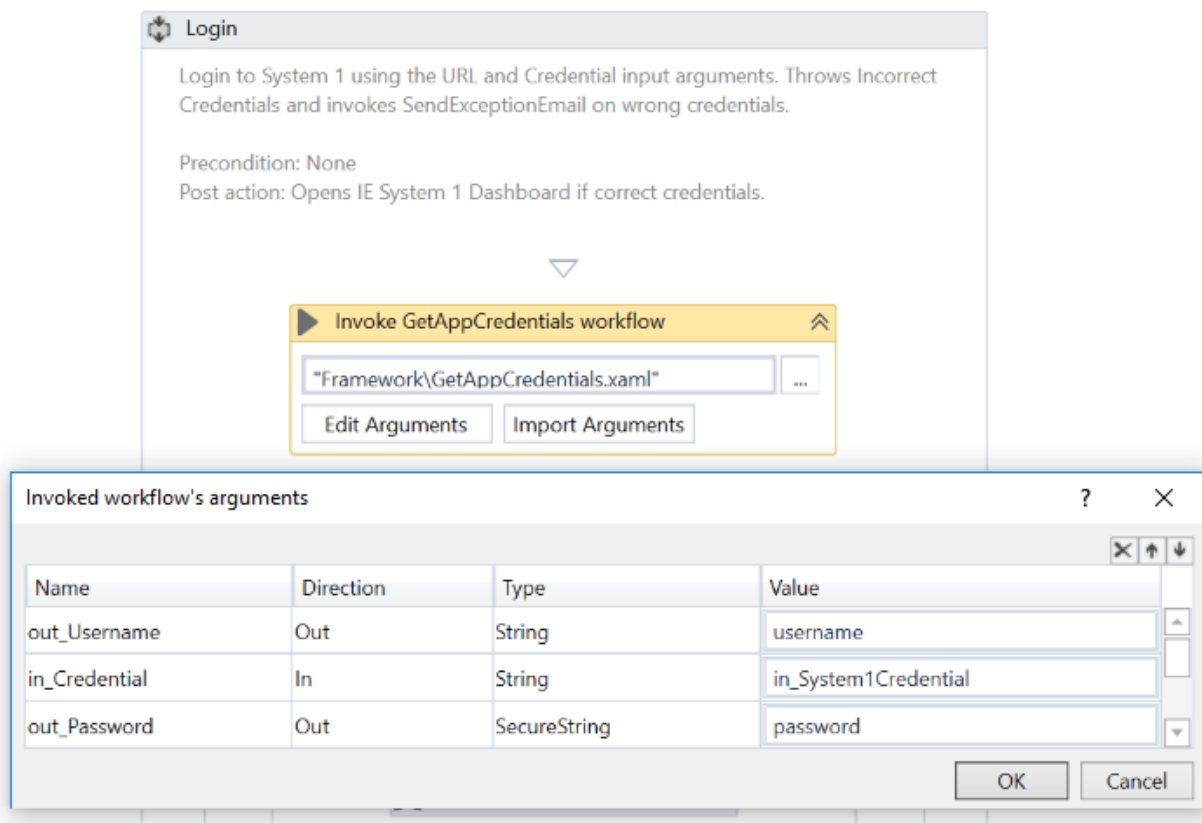 Login
Login to System 1 using the URL and Credential input arguments. Throws Incorrect
Credentials and invokes SendExceptionEmail on wrong credentials.
Precondition: None
Post action: Opens IE System 1 Dashboard if correct credentials.
Invoke GetAppCredentials workflow
"Framework\GetAppCredentials.xaml"
...
Edit Arguments Import Arguments
Invoked workflow's arguments ?
Name Direction Type Value
out_Username Out String username
in_Credential In String in_System1Credential
out_Password Out SecureString password
OK Cancel